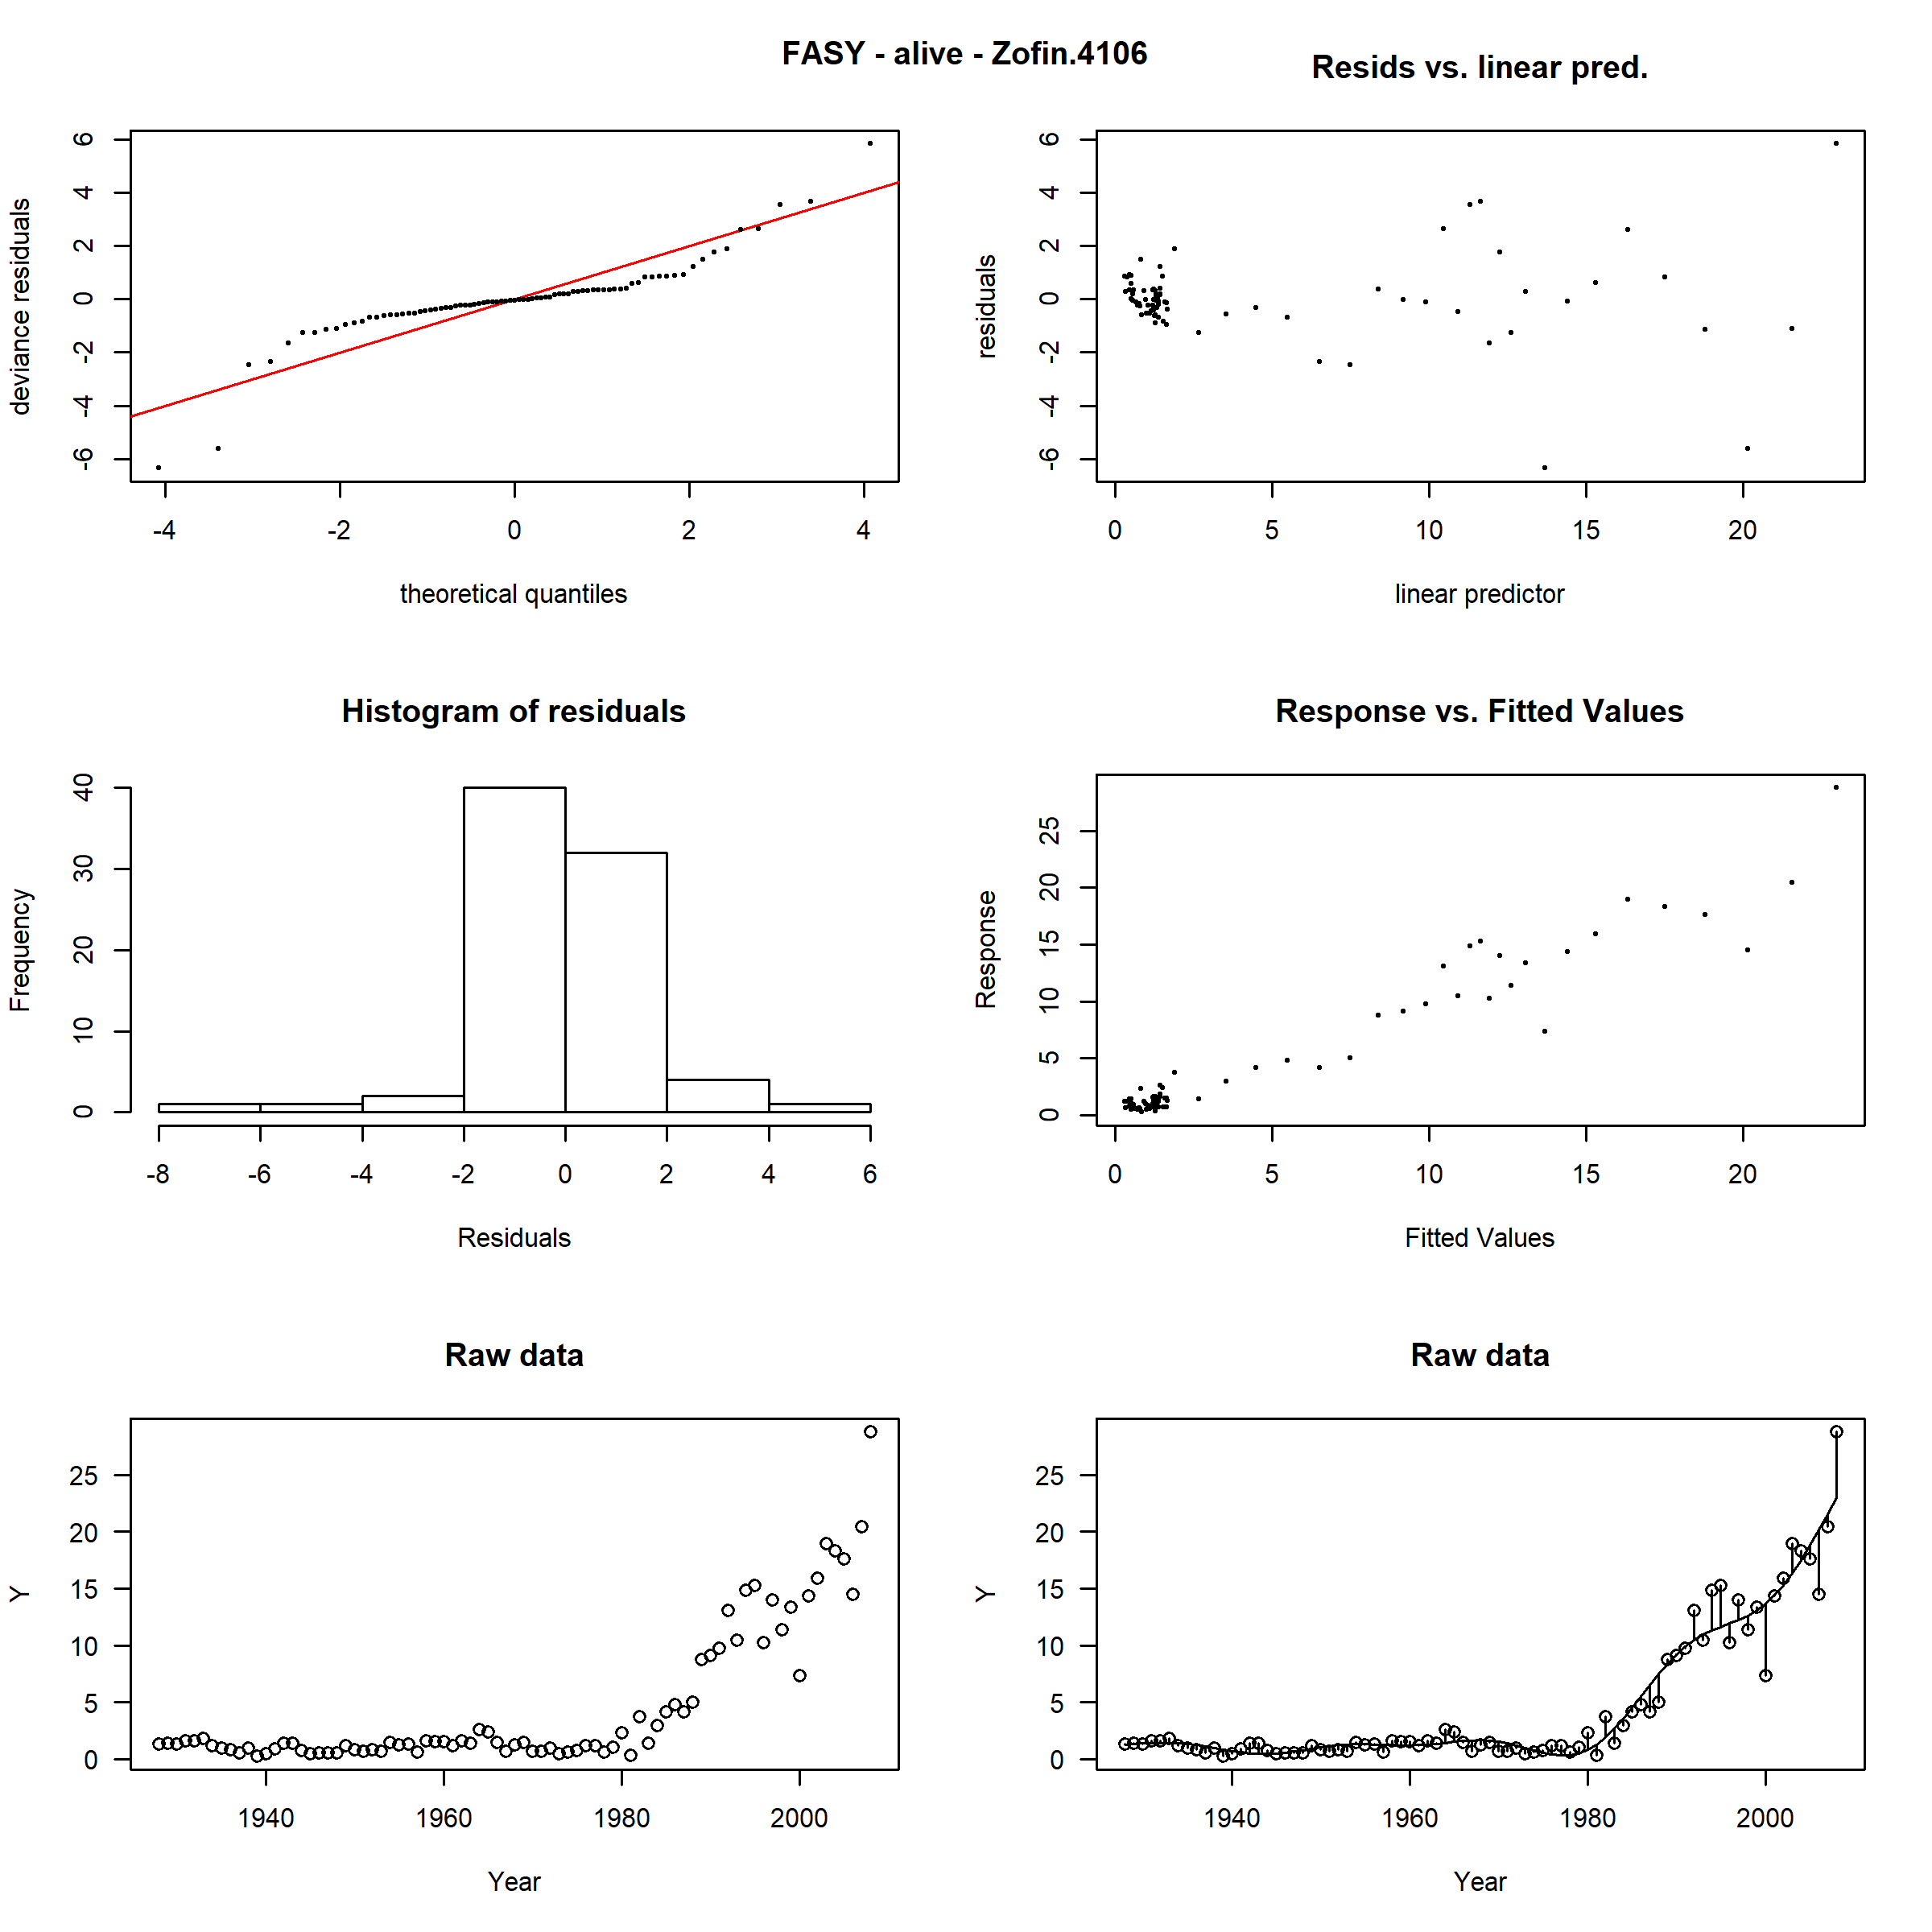 FASY - alive - Zofin.4106
Resids vs. linear pred.
deviance residuals
6
4
2
0
-2
-4
-6
-4 -2 0 2 4
theoretical quantiles
residuals
6
4
2
0
-2
-4
-6
0 5 10 15 20
linear predictor
Histogram of residuals
Frequency
40
30
20
10
0
-8 -6 -4 -2 0 2 4 6
Residuals
Response vs. Fitted Values
Response
25
20
15
10
5
0
0 5 10 15 20
Fitted Values
Raw data
Y
25
20
15
10
5
0
1940 1960 1980 2000
Year
Raw data
Y
25
20
15
10
5
0
1940 1960 1980 2000
Year